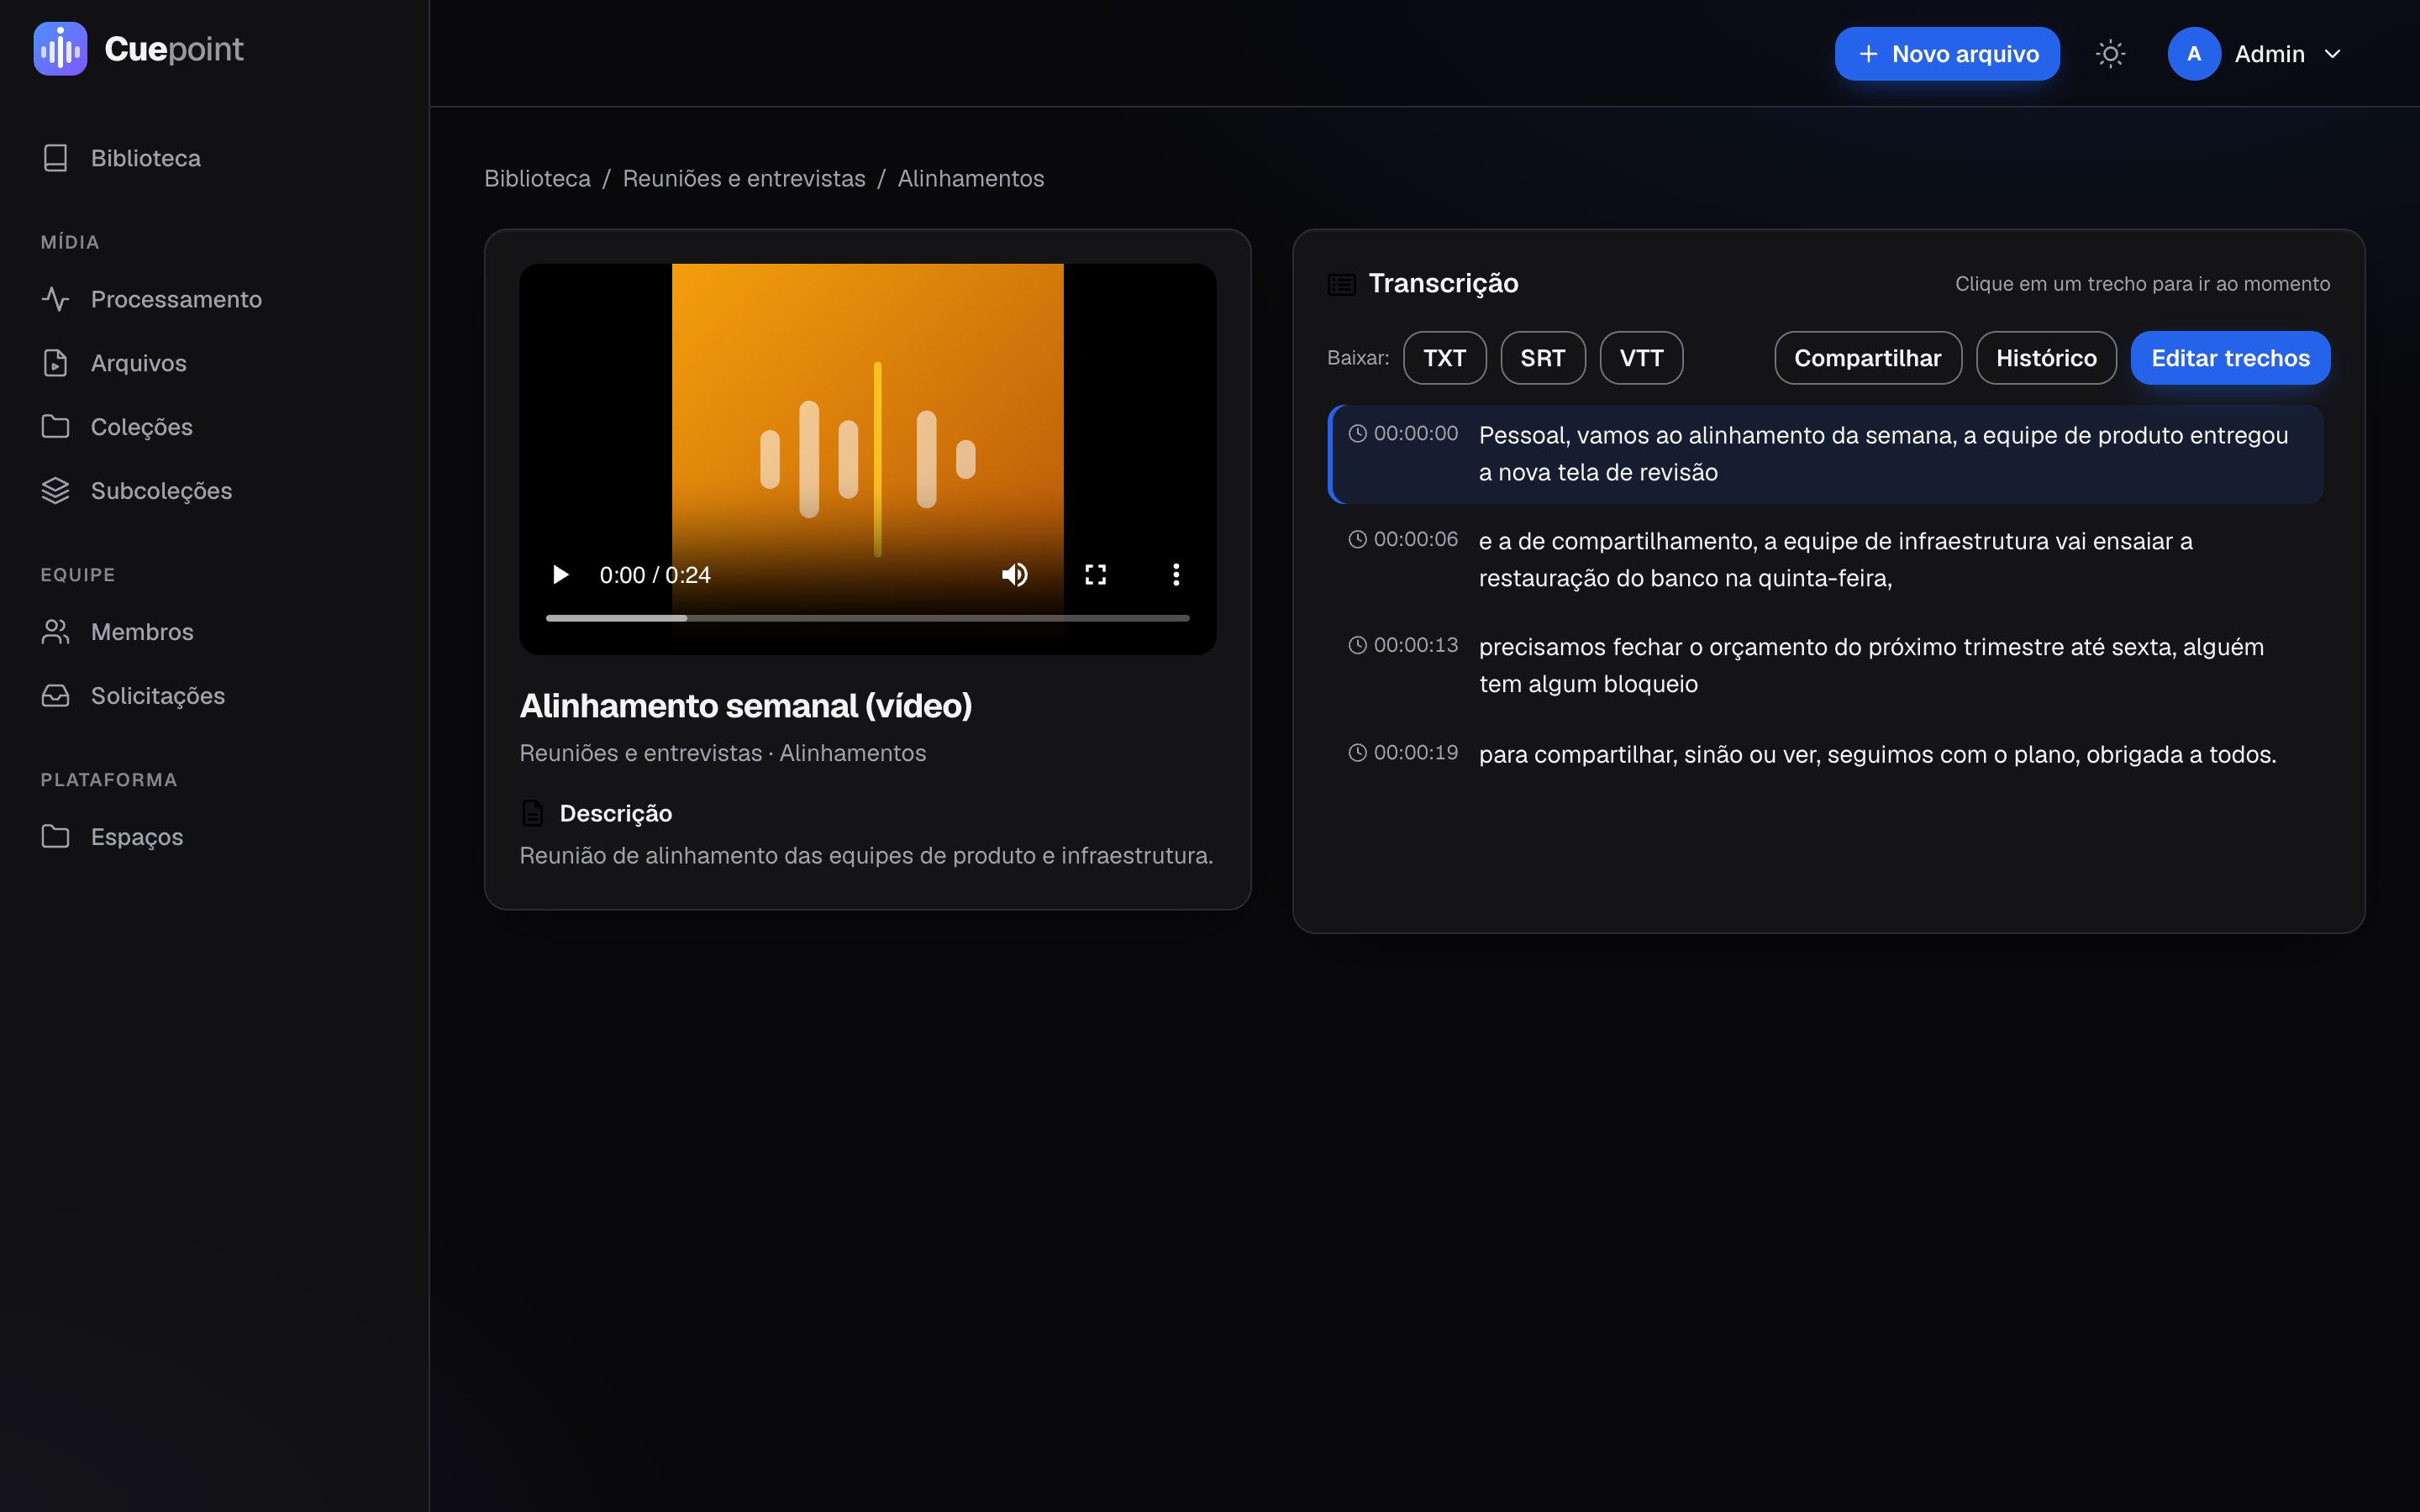 Cuepoint
Novo arquivo
A
Admin
Biblioteca
MÍDIA
Processamento
Arquivos
Coleções
Subcoleções
EQUIPE
Membros
Solicitações
PLATAFORMA
Espaços
Biblioteca / Reuniões e entrevistas / Alinhamentos
0:00 / 0:24
Alinhamento semanal (vídeo)
Reuniões e entrevistas · Alinhamentos
Descrição
Reunião de alinhamento das equipes de produto e infraestrutura.
Transcrição
Clique em um trecho para ir ao momento
Baixar: TXT SRT VTT
Compartilhar Histórico Editar trechos
00:00:00 Pessoal, vamos ao alinhamento da semana, a equipe de produto entregou
a nova tela de revisão
00:00:06 e a de compartilhamento, a equipe de infraestrutura vai ensaiar a
restauração do banco na quinta-feira,
00:00:13 precisamos fechar o orçamento do próximo trimestre até sexta, alguém
tem algum bloqueio
00:00:19 para compartilhar, sinão ou ver, seguimos com o plano, obrigada a todos.